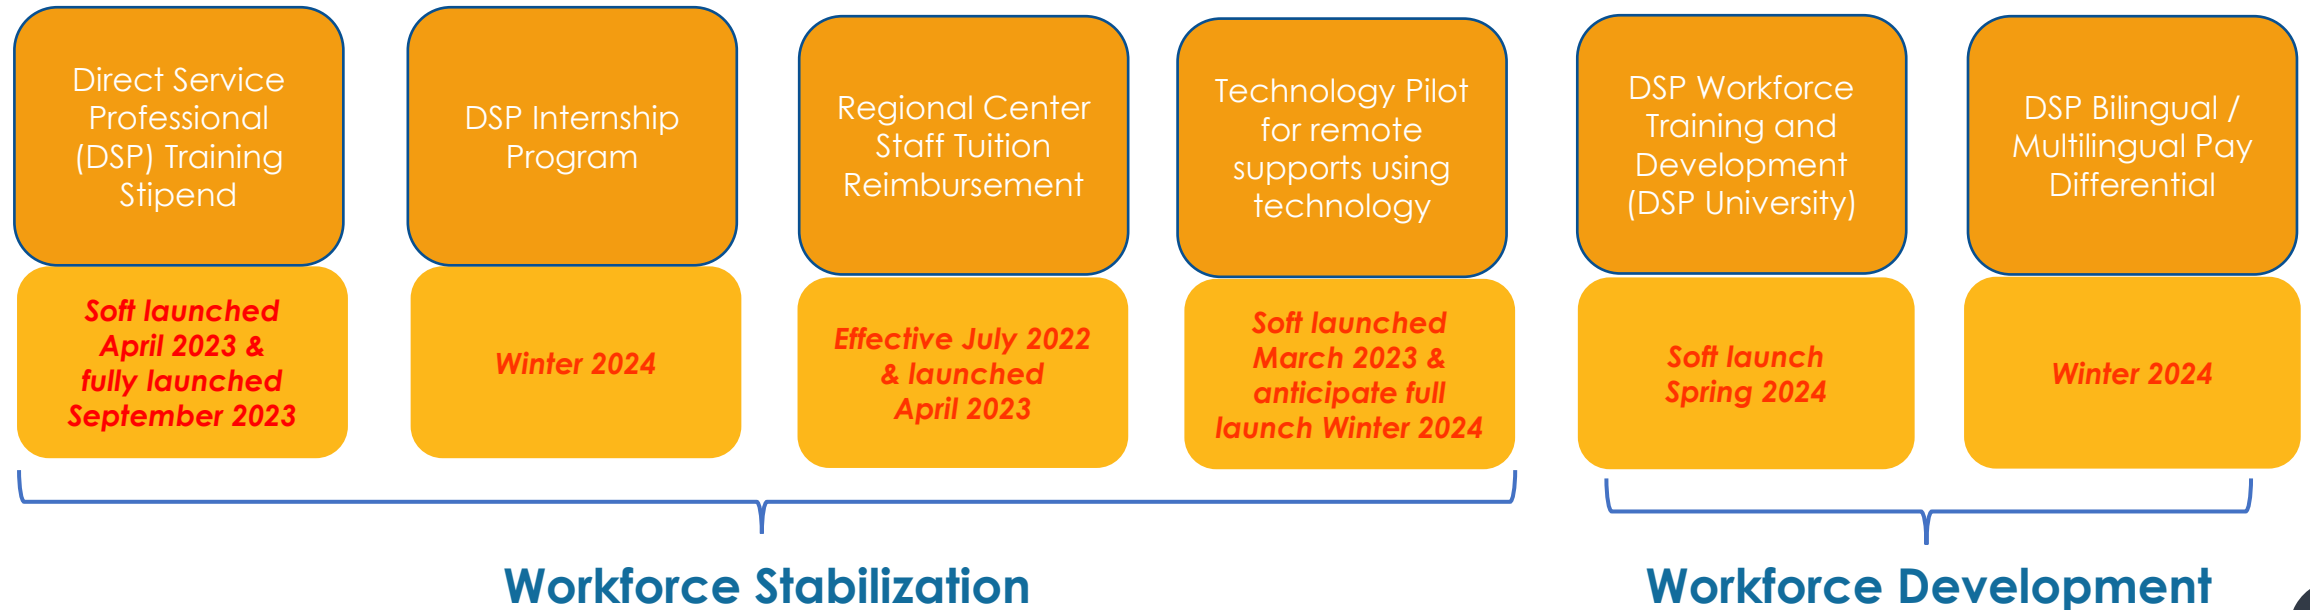 Direct Service
Professional
(DSP) Training
Stipend
Soft launched
April 2023 &
fully launched
September 2023
DSP Internship
Program
Winter 2024
Regional Center
Staff Tuition
Reimbursement
Effective July 2022
& launched
April 2023
Technology Pilot
for remote
supports using
technology
Soft launched
March 2023 &
anticipate full
launch Winter 2024
DSP Workforce
Training and
Development
(DSP University)
Soft launch
Spring 2024
DSP Bilingual /
Multilingual Pay
Differential
Winter 2024
Workforce Stabilization
Workforce Development